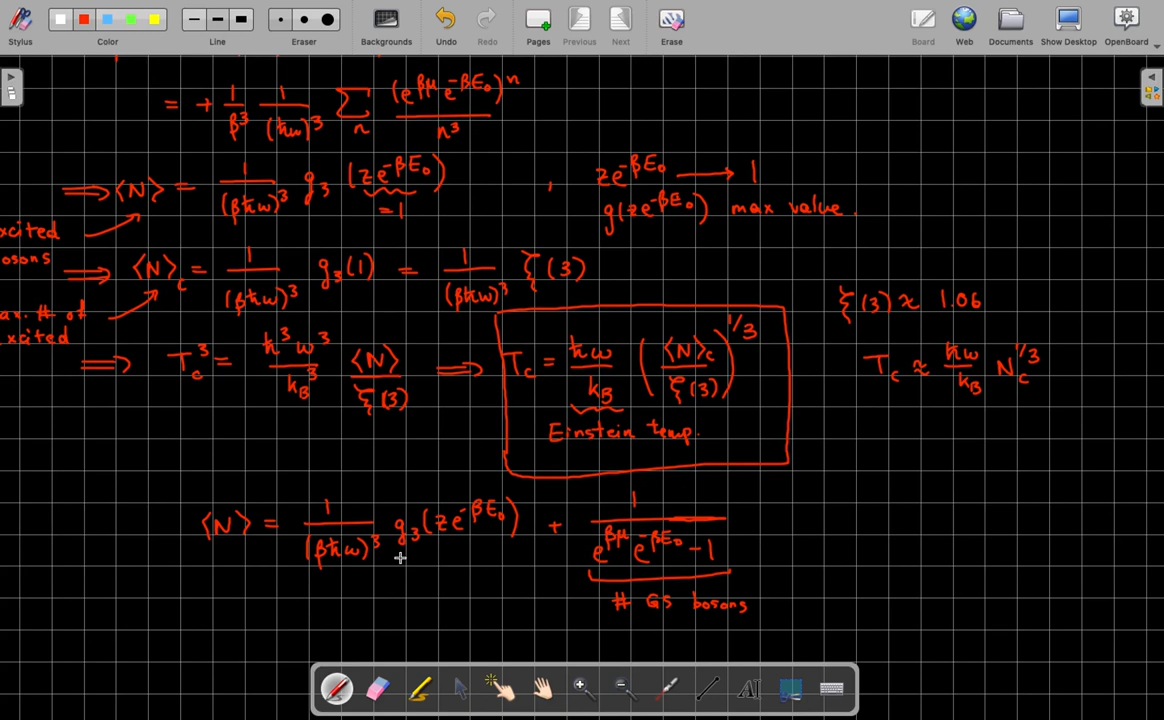 Stylus Color Line Eraser Backgrounds Undo Redo Pages Previous Next Erase Board Web Documents Show Desktop OpenBoard
= + 1/β³ 1/(ħω)³ ∑ₙ (e^{βμ} e^{-βE₀})ⁿ / n³
⟹ ⟨N⟩ = 1/(βħω)³ g₃ (ze^{-βE₀}) , ze^{-βE₀} → 1
= 1
g(ze^{-βE₀}) max value.
xcited
osons
⟹ ⟨N⟩_c = 1/(βħω)³ g₃(1) = 1/(βħω)³ ξ(3)
ξ(3) ≈ 1.06
ax. # of
xcited
⟹ T_c³ = ħ³ω³/k_B³ ⟨N⟩/ξ(3) ⟹ T_c = ħω/k_B (⟨N⟩_c/ξ(3))^{1/3}
T_c ≈ ħω/k_B N_c^{1/3}
Einstein temp.
⟨N⟩ = 1/(βħω)³ g₃(ze^{-βE₀}) + 1/(e^{βμ} e^{-βE₀} - 1)
# GS bosons